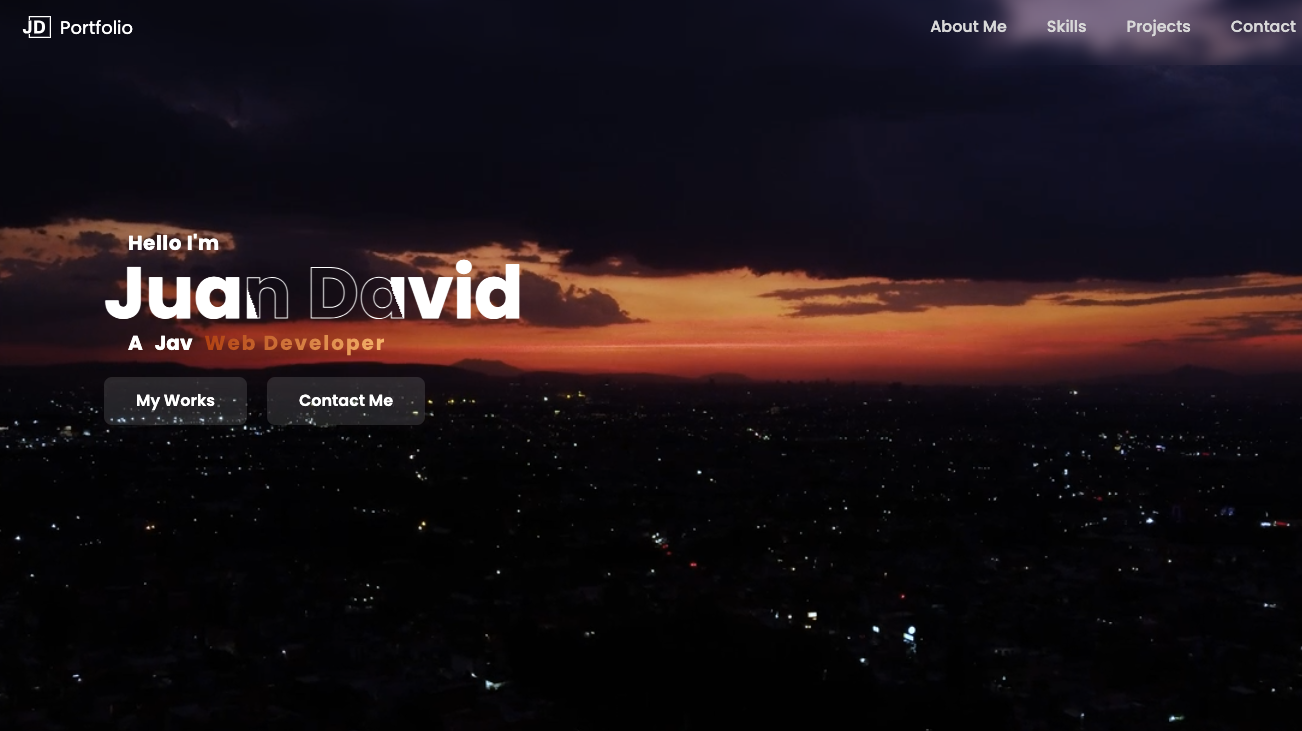 JD Portfolio
About Me Skills Projects Contact
Hello I'm
Juan David
A Jav Web Developer
My Works Contact Me